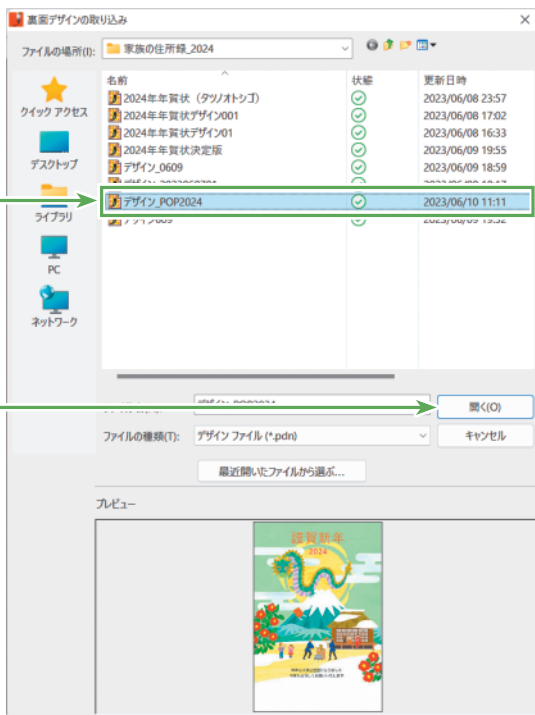 裏面デザインの取り込み
ファイルの場所(I):
家族の住所録_2024
クイック アクセス
デスクトップ
ライブラリ
PC
ネットワーク
名前 状態 更新日時
2024年年賀状（タツノオトシゴ） 2023/06/08 23:57
2024年年賀状デザイン001 2023/06/08 17:02
2024年年賀状デザイン01 2023/06/08 16:33
2024年年賀状決定版 2023/06/09 19:55
デザイン_0609 2023/06/09 18:59
デザイン_POP2024 2023/06/10 11:11
開く(O)
ファイルの種類(T): デザイン ファイル (*.pdn) キャンセル
最近開いたファイルから選ぶ...
プレビュー
謹賀新年
2024